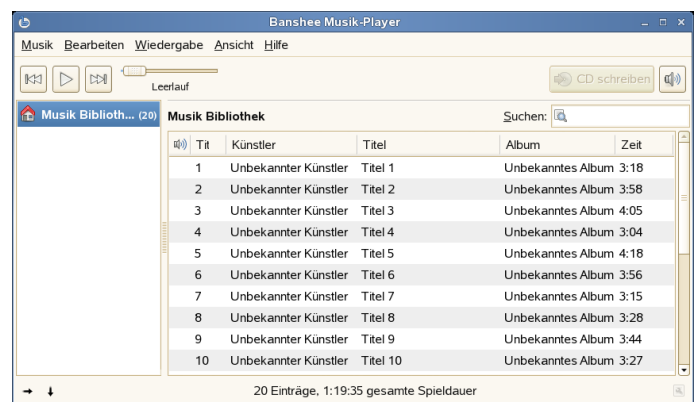 Banshee Musik-Player
Musik Bearbeiten Wiedergabe Ansicht Hilfe
Leerlauf
CD schreiben
Musik Biblioth... (20)
Musik Bibliothek
Suchen:
Tit Künstler Titel Album Zeit
1 Unbekannter Künstler Titel 1 Unbekanntes Album 3:18
2 Unbekannter Künstler Titel 2 Unbekanntes Album 3:58
3 Unbekannter Künstler Titel 3 Unbekanntes Album 4:05
4 Unbekannter Künstler Titel 4 Unbekanntes Album 3:04
5 Unbekannter Künstler Titel 5 Unbekanntes Album 4:18
6 Unbekannter Künstler Titel 6 Unbekanntes Album 3:56
7 Unbekannter Künstler Titel 7 Unbekanntes Album 3:15
8 Unbekannter Künstler Titel 8 Unbekanntes Album 3:28
9 Unbekannter Künstler Titel 9 Unbekanntes Album 3:44
10 Unbekannter Künstler Titel 10 Unbekanntes Album 3:27
20 Einträge, 1:19:35 gesamte Spieldauer